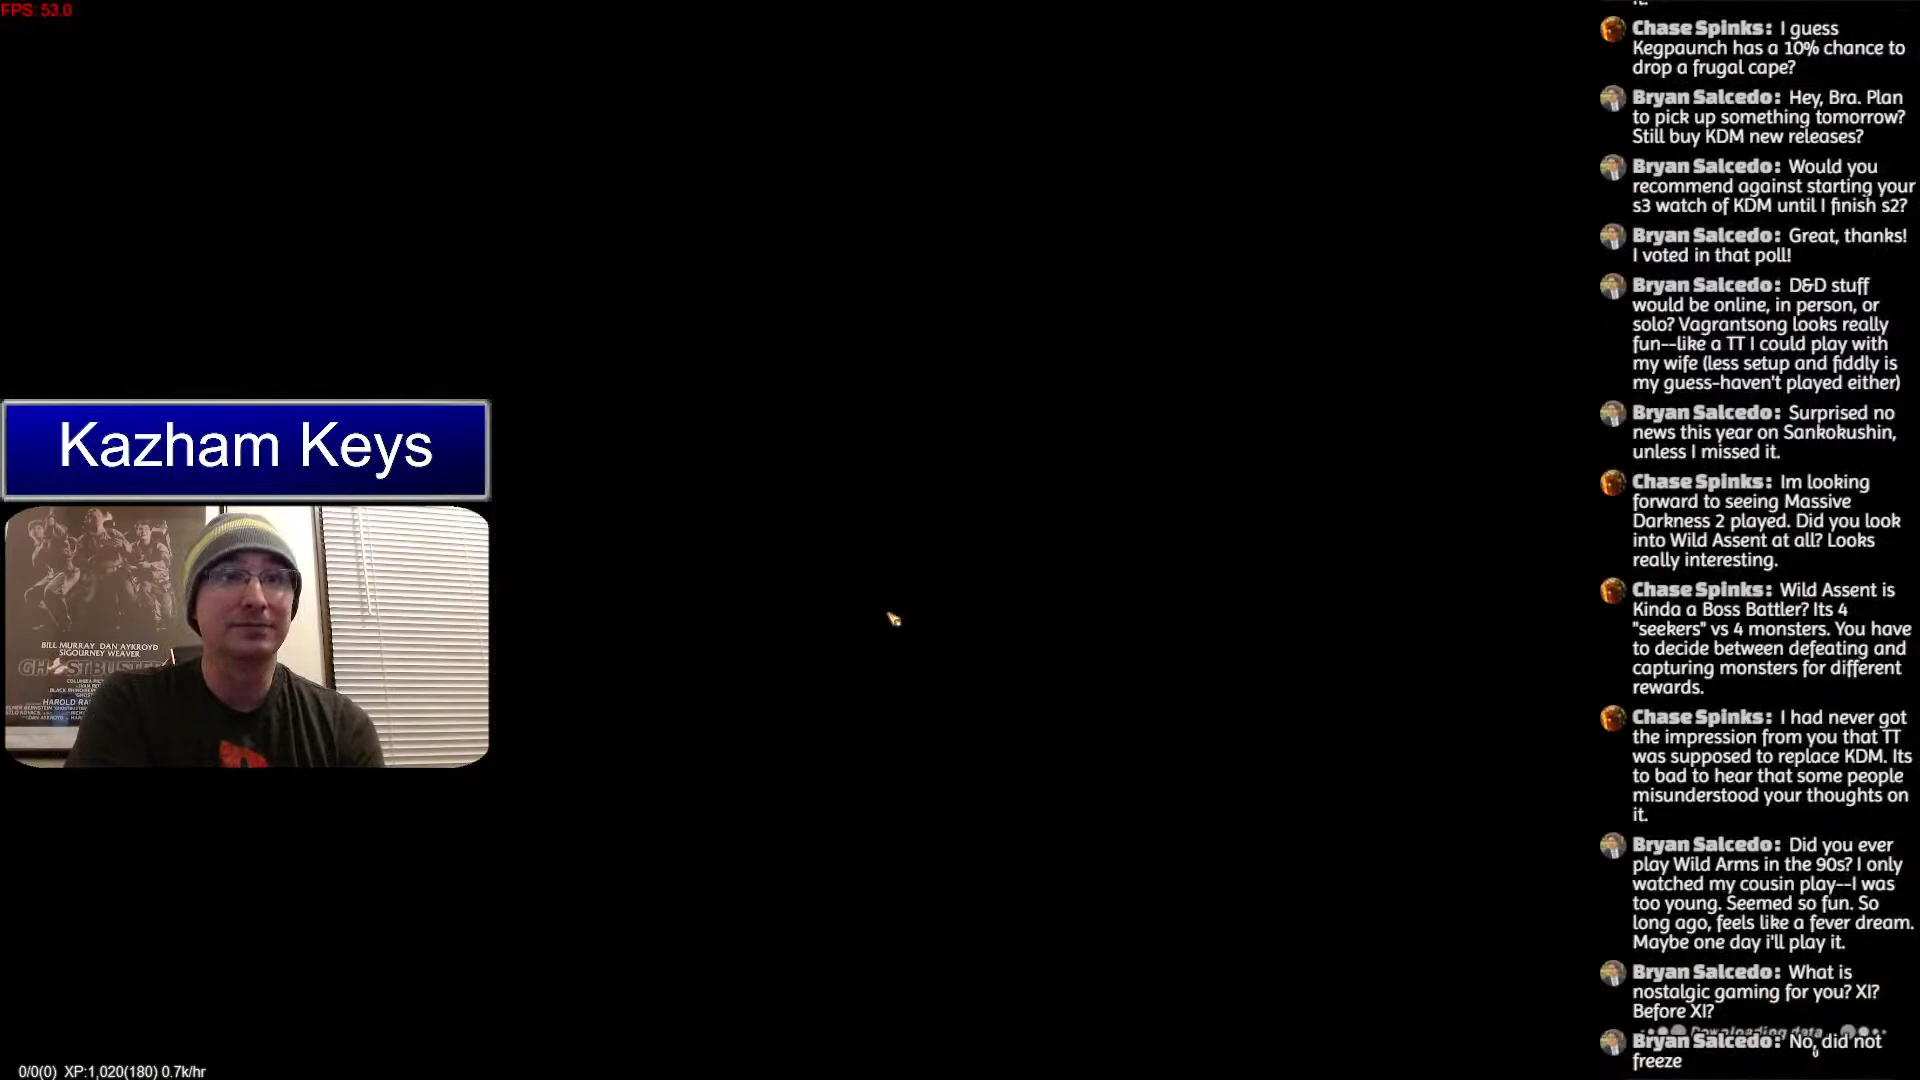 FPS: 53.0
Chase Spinks: I guess
Kegpaunch has a 10% chance to
drop a frugal cape?
Bryan Salcedo: Hey, Bra. Plan
to pick up something tomorrow?
Still buy KDM new releases?
Bryan Salcedo: Would you
recommend against starting your
s3 watch of KDM until I finish s2?
Bryan Salcedo: Great, thanks!
I voted in that poll!
Bryan Salcedo: D&D stuff
would be online, in person, or
solo? Vagrantsong looks really
fun--like a TT I could play with
my wife (less setup and fiddly is
my guess-haven't played either)
Bryan Salcedo: Surprised no
news this year on Sankokushin,
unless I missed it.
Chase Spinks: Im looking
forward to seeing Massive
Darkness 2 played. Did you look
into Wild Assent at all? Looks
really interesting.
Chase Spinks: Wild Assent is
Kinda a Boss Battler? Its 4
"seekers" vs 4 monsters. You have
to decide between defeating and
capturing monsters for different
rewards.
Chase Spinks: I had never got
the impression from you that TT
was supposed to replace KDM. Its
to bad to hear that some people
misunderstood your thoughts on
it.
Bryan Salcedo: Did you ever
play Wild Arms in the 90s? I only
watched my cousin play--I was
too young. Seemed so fun. So
long ago, feels like a fever dream.
Maybe one day i'll play it.
Bryan Salcedo: What is
nostalgic gaming for you? XI?
Before XI?
Downloading data
Bryan Salcedo: No, did not
freeze
Kazham Keys
BILL MURRAY DAN AYKROYD
SIGOURNEY WEAVER
GHOSTBUSTERS
HAROLD
0/0(0) XP:1,020(180) 0.7k/hr